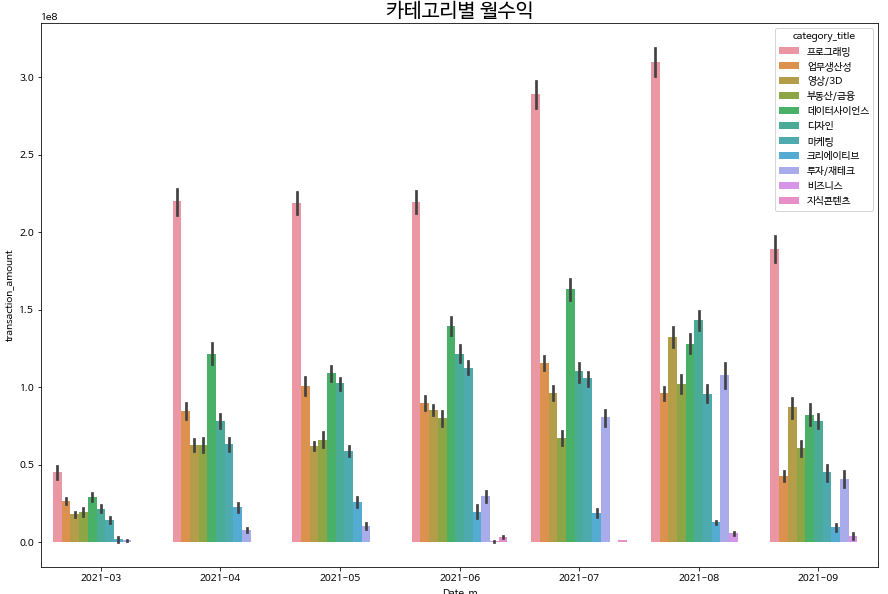 카테고리별 월수익
1e8
category_title
프로그래밍
업무생산성
영상/3D
부동산/금융
데이터사이언스
디자인
마케팅
크리에이티브
투자/재테크
비즈니스
지식콘텐츠
3.0
2.5
2.0
1.5
1.0
0.5
0.0
transaction_amount
2021-03 2021-04 2021-05 2021-06 2021-07 2021-08 2021-09
Date_m